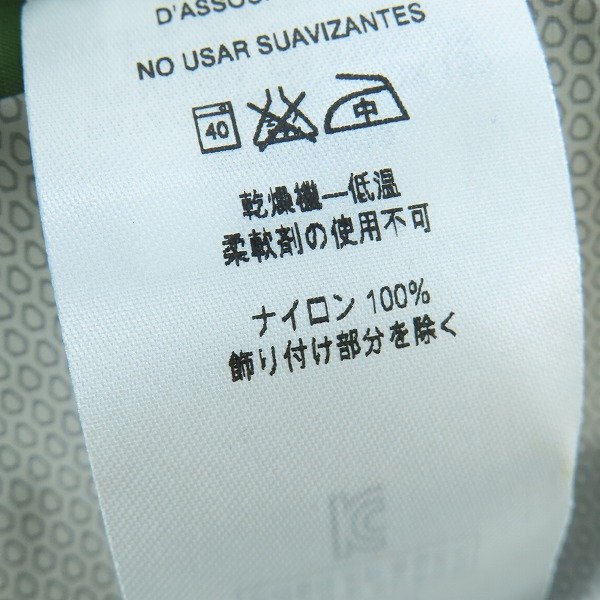 D'ASSOU
NO USAR SUAVIZANTES
40 中
乾燥機―低温
柔軟剤の使用不可
ナイロン 100%
飾り付け部分を除く